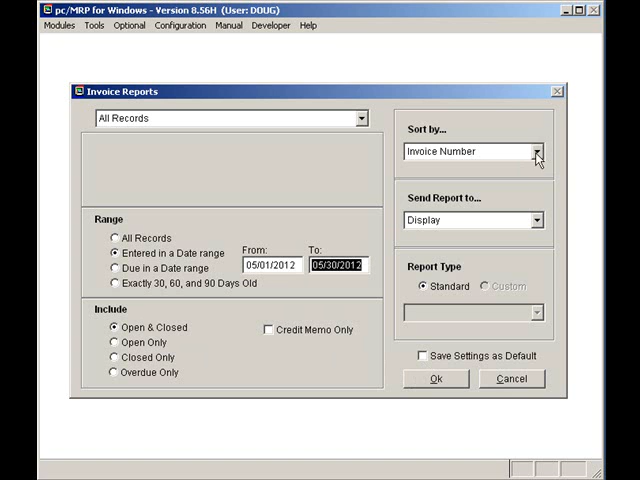 pc/MRP for Windows - Version 8.56H (User: DOUG)
Modules Tools Optional Configuration Manual Developer Help
Invoice Reports
All Records
Sort by...
Invoice Number
Send Report to...
Display
Range
All Records
Entered in a Date range
From: To:
05/01/2012 05/30/2012
Due in a Date range
Exactly 30, 60, and 90 Days Old
Report Type
Standard Custom
Include
Open & Closed
Credit Memo Only
Open Only
Closed Only
Overdue Only
Save Settings as Default
Ok Cancel